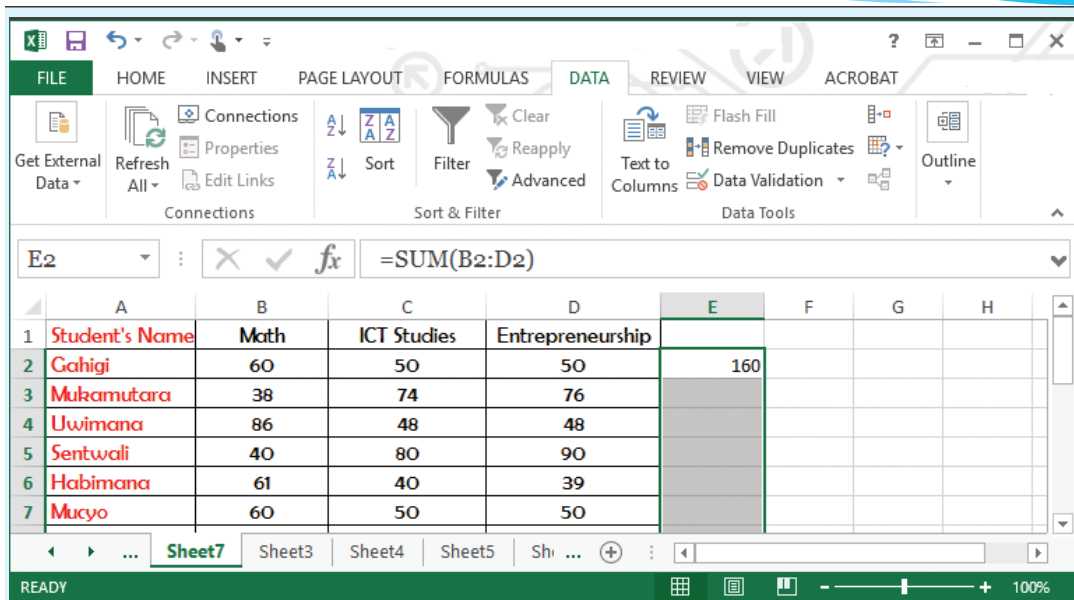 ?
FILE HOME INSERT PAGE LAYOUT FORMULAS DATA REVIEW VIEW ACROBAT
Get External Data
Refresh All
Connections
Properties
Edit Links
Connections
Sort
Filter
Clear
Reapply
Advanced
Sort & Filter
Text to Columns
Flash Fill
Remove Duplicates
Data Validation
Data Tools
Outline
E2 fx =SUM(B2:D2)
A B C D E F G H
1 Student's Name Math ICT Studies Entrepreneurship
2 Gahigi 60 50 50 160
3 Mukamutara 38 74 76
4 Uwimana 86 48 48
5 Sentwali 40 80 90
6 Habimana 61 40 39
7 Mucyo 60 50 50
... Sheet7 Sheet3 Sheet4 Sheet5 Sh ...
READY 100%